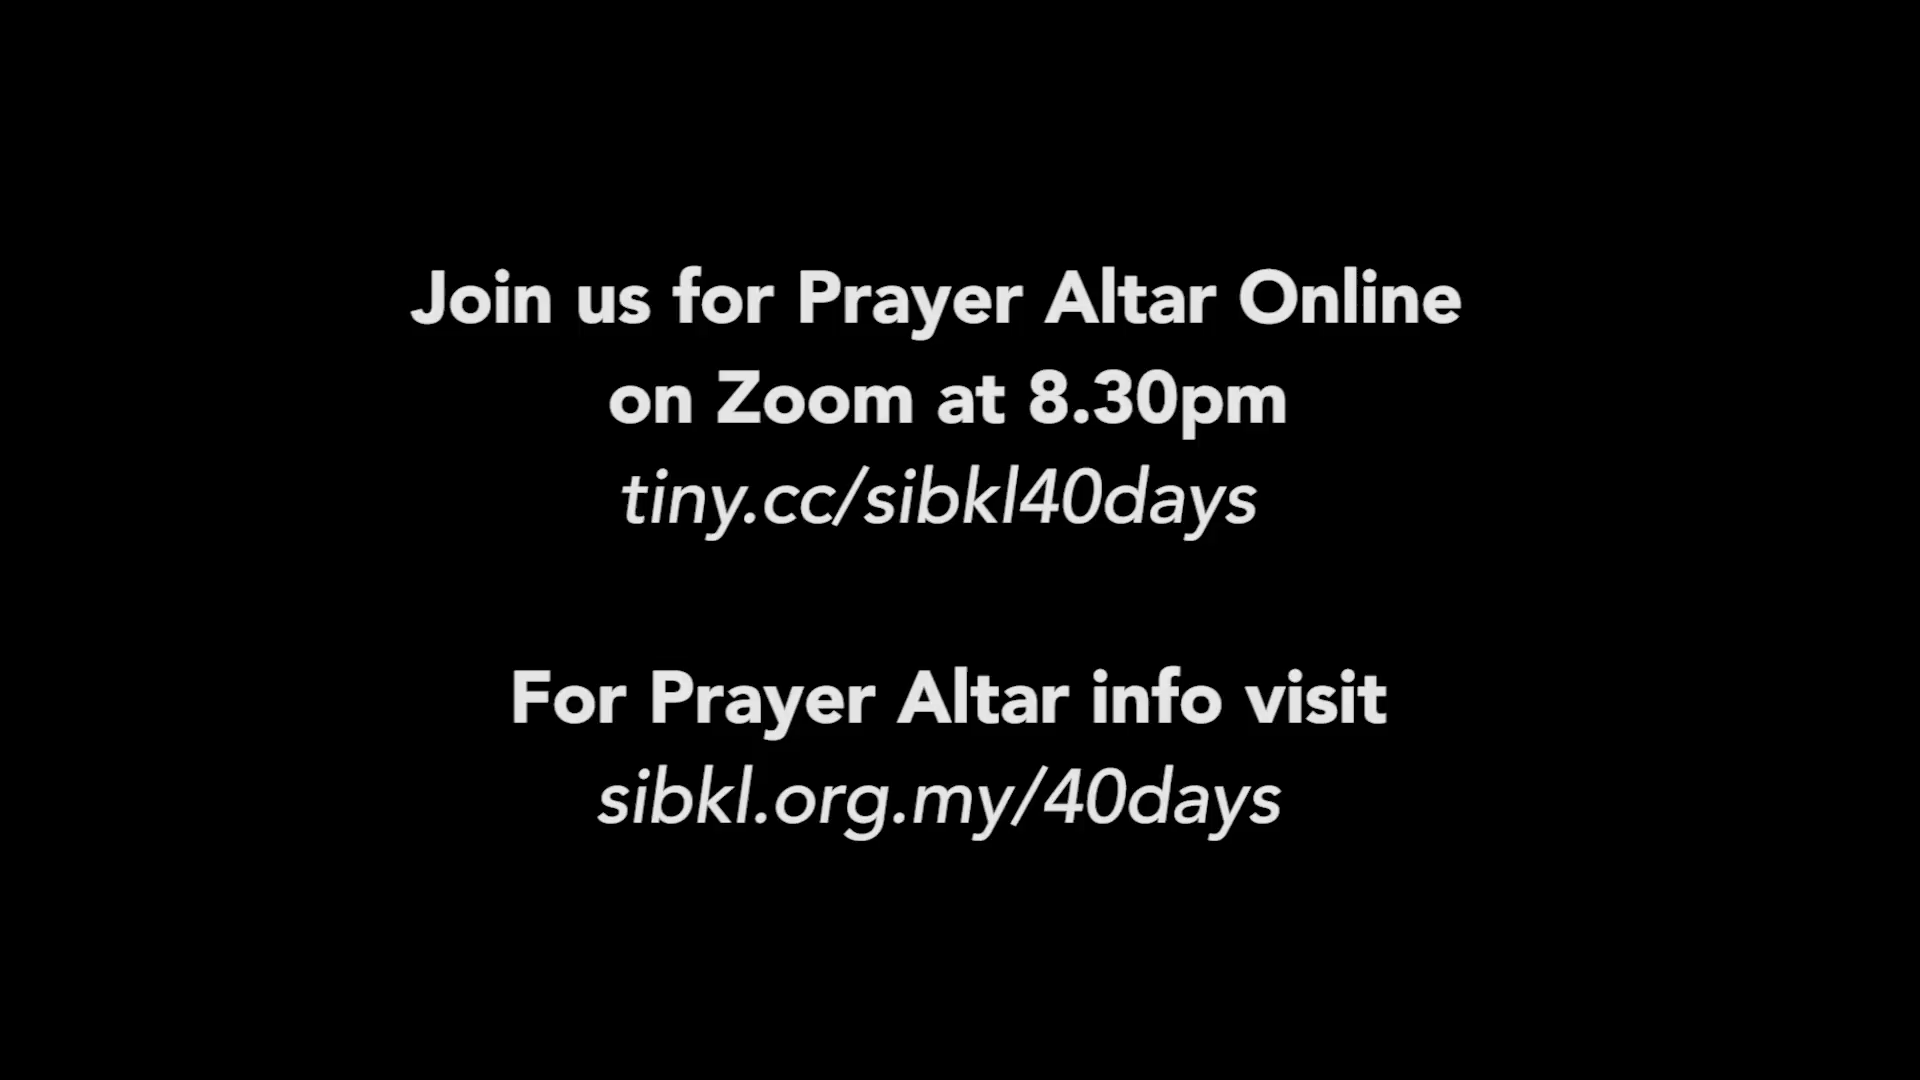 Join us for Prayer Altar Online
on Zoom at 8.30pm
tiny.cc/sibkl40days
For Prayer Altar info visit
sibkl.org.my/40days